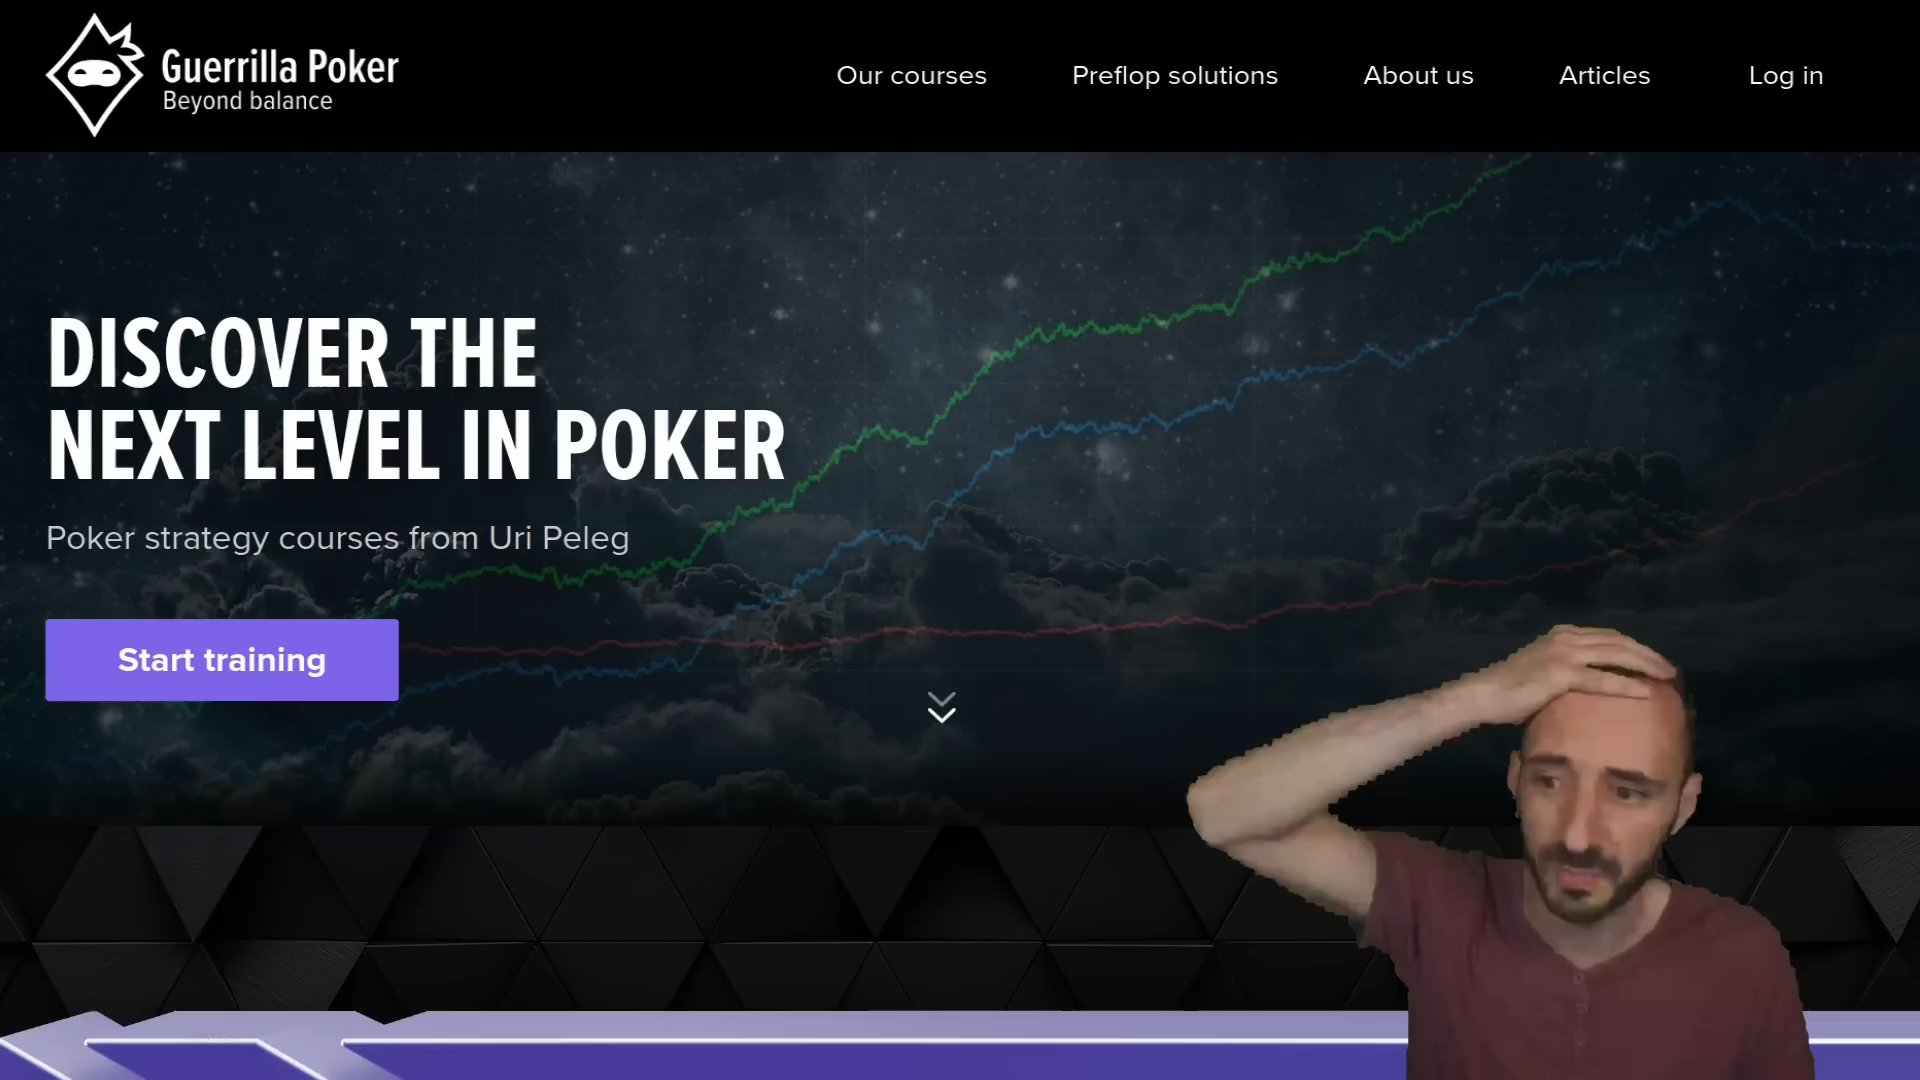 Guerrilla Poker
Beyond balance
Our courses
Preflop solutions
About us
Articles
Log in
DISCOVER THE
NEXT LEVEL IN POKER
Poker strategy courses from Uri Peleg
Start training